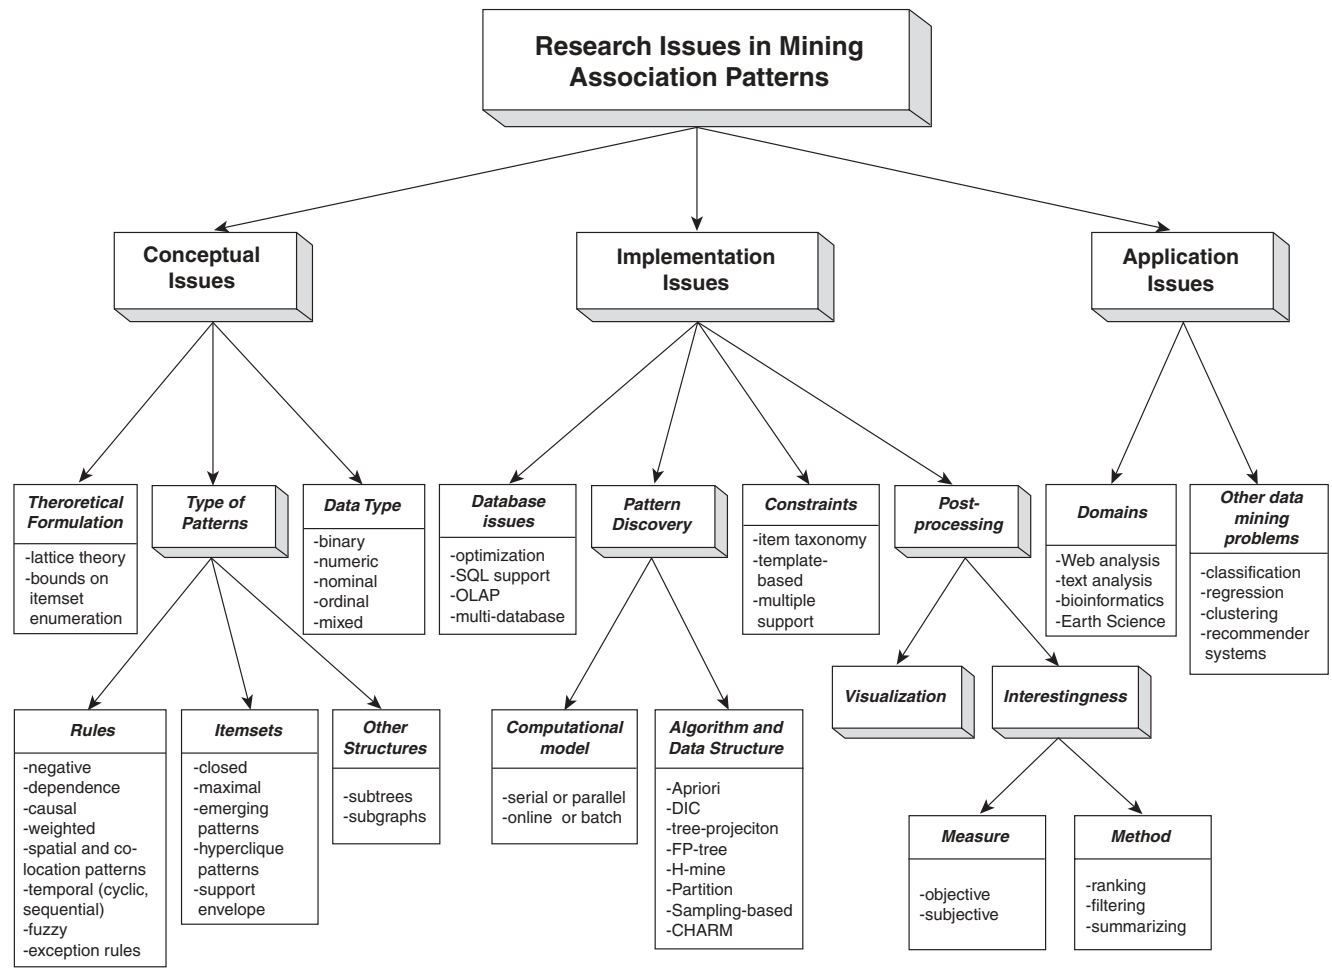 Research Issues in Mining
Association Patterns
Conceptual
Issues
Implementation
Issues
Application
Issues
Theroretical
Formulation
-lattice theory
-bounds on
itemset
enumeration
Type of
Patterns
Data Type
-binary
-numeric
-nominal
-ordinal
-mixed
Database
issues
-optimization
-SQL support
-OLAP
-multi-database
Pattern
Discovery
Constraints
-item taxonomy
-template-
based
-multiple
support
Post-
processing
Domains
-Web analysis
-text analysis
-bioinformatics
-Earth Science
Other data
mining
problems
-classification
-regression
-clustering
-recommender
systems
Rules
-negative
-dependence
-causal
-weighted
-spatial and co-
location patterns
-temporal (cyclic,
sequential)
-fuzzy
-exception rules
Itemsets
-closed
-maximal
-emerging
patterns
-hyperclique
patterns
-support
envelope
Other
Structures
-subtrees
-subgraphs
Computational
model
-serial or parallel
-online or batch
Algorithm and
Data Structure
-Apriori
-DIC
-tree-projeciton
-FP-tree
-H-mine
-Partition
-Sampling-based
-CHARM
Visualization
Interestingness
Measure
-objective
-subjective
Method
-ranking
-filtering
-summarizing